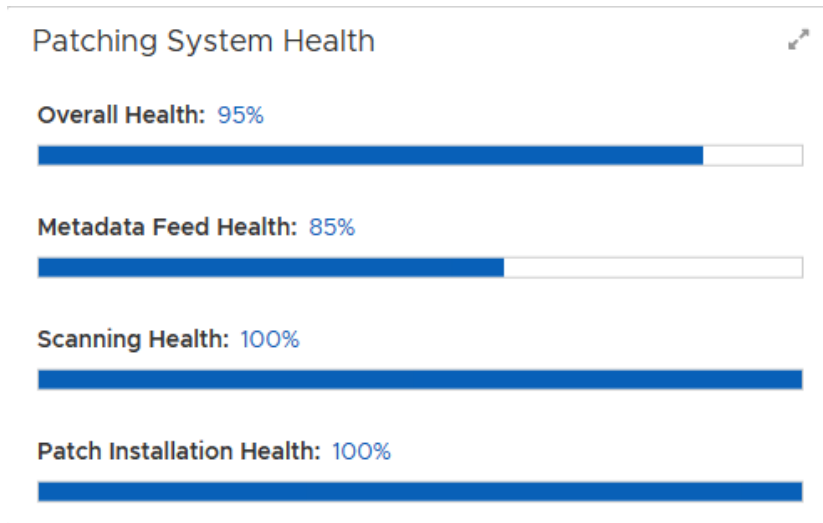 Patching System Health
Overall Health: 95%
Metadata Feed Health: 85%
Scanning Health: 100%
Patch Installation Health: 100%